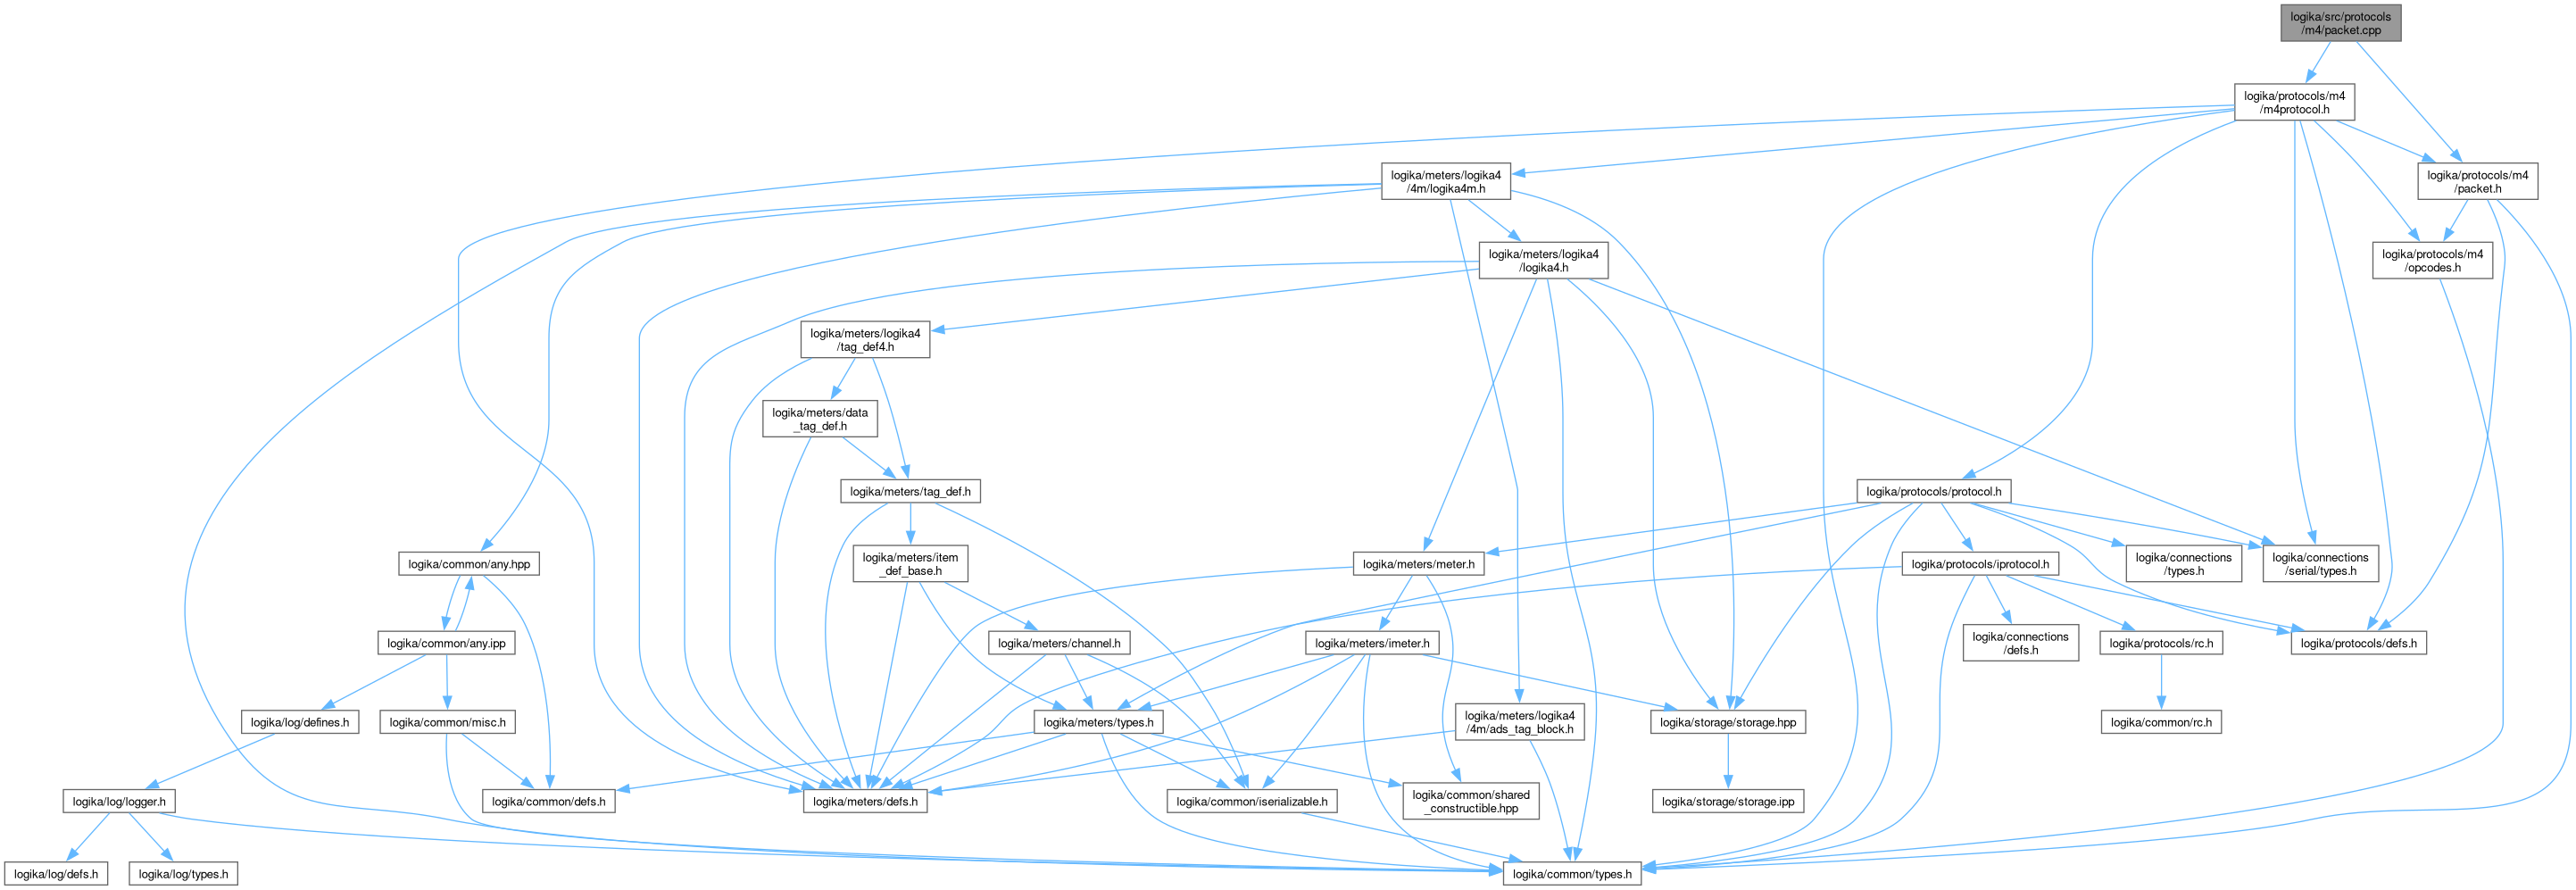 logika/src/protocols
/m4/packet.cpp
logika/protocols/m4
/m4protocol.h
logika/meters/logika4
/4m/logika4m.h
logika/protocols/m4
/packet.h
logika/meters/logika4
/logika4.h
logika/protocols/m4
/opcodes.h
logika/meters/logika4
/tag_def4.h
logika/meters/data
_tag_def.h
logika/meters/tag_def.h
logika/protocols/protocol.h
logika/common/any.hpp
logika/meters/item
_def_base.h
logika/meters/meter.h
logika/protocols/iprotocol.h
logika/connections
/types.h
logika/connections
/serial/types.h
logika/common/any.ipp
logika/meters/channel.h
logika/meters/imeter.h
logika/connections
/defs.h
logika/protocols/rc.h
logika/protocols/defs.h
logika/log/defines.h
logika/common/misc.h
logika/meters/types.h
logika/meters/logika4
/4m/ads_tag_block.h
logika/storage/storage.hpp
logika/common/rc.h
logika/log/logger.h
logika/common/defs.h
logika/meters/defs.h
logika/common/iserializable.h
logika/common/shared
_constructible.hpp
logika/storage/storage.ipp
logika/log/defs.h
logika/log/types.h
logika/common/types.h